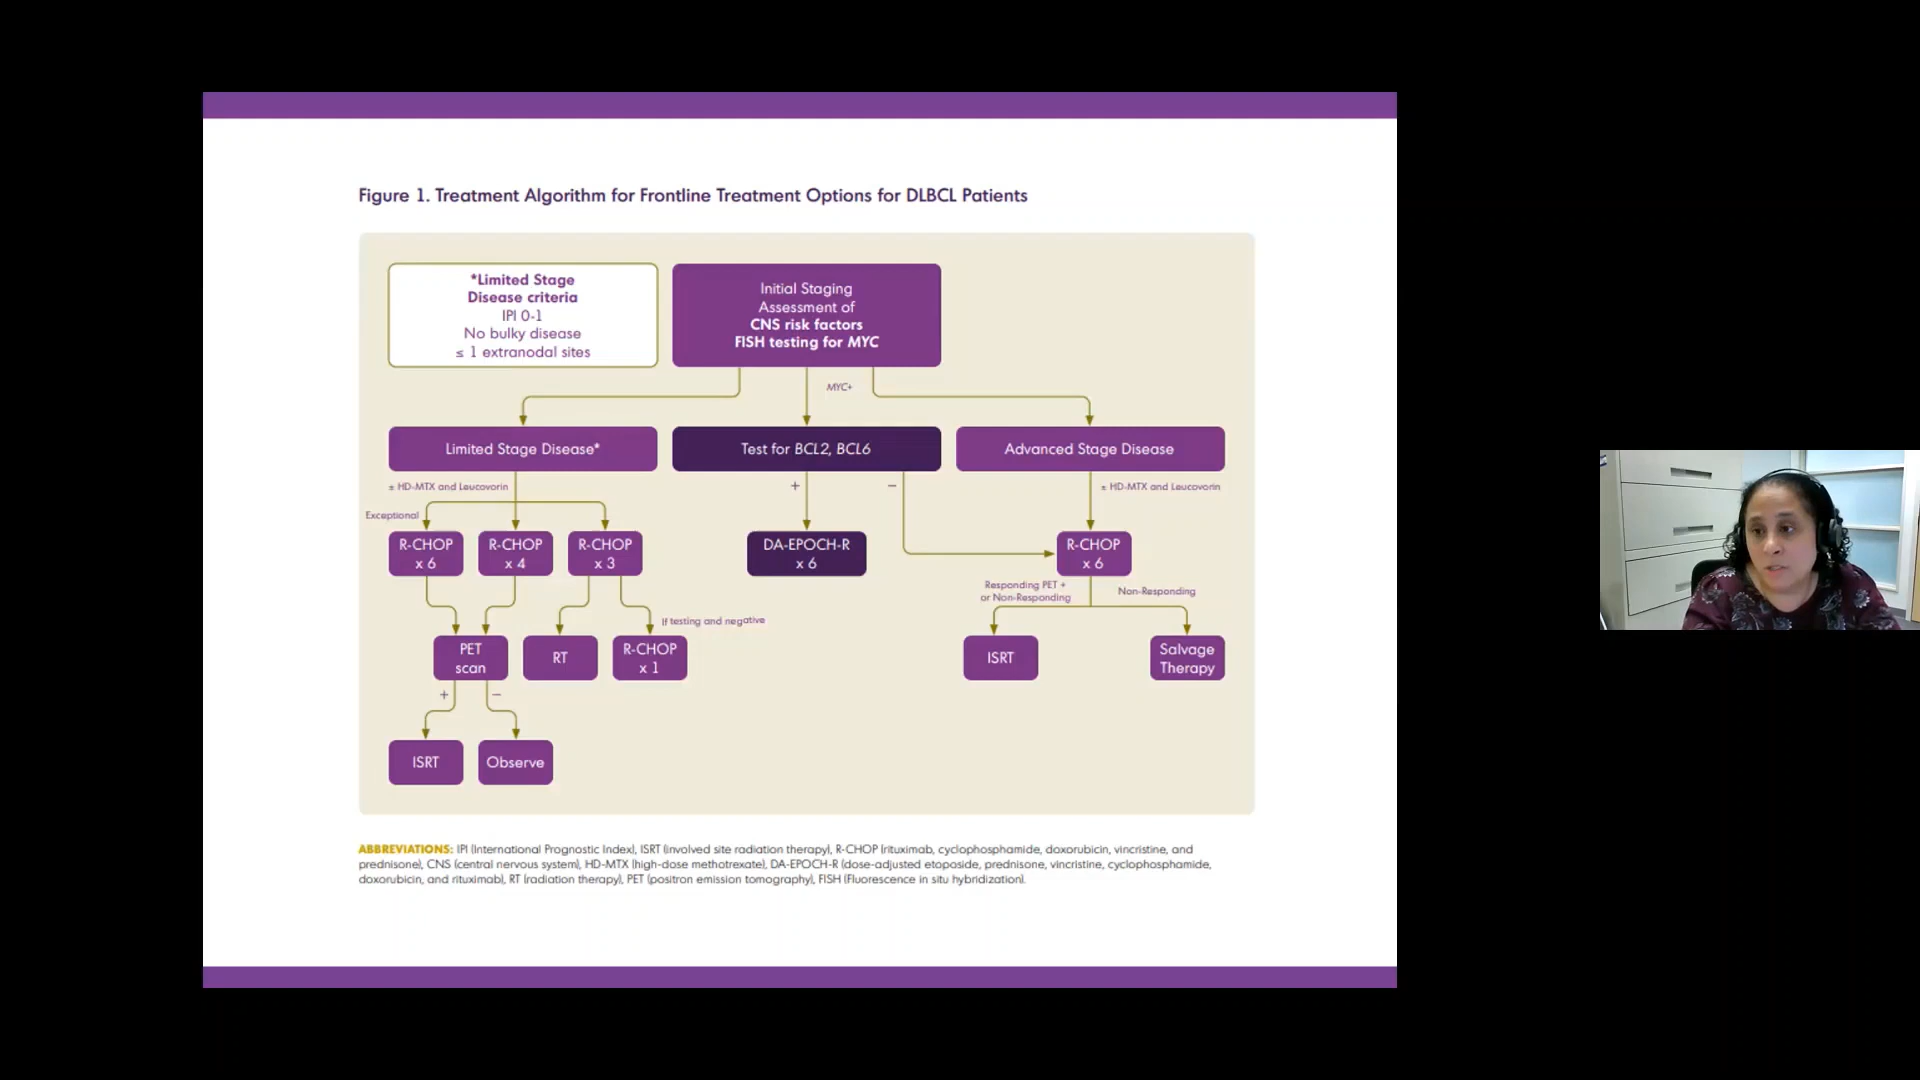 Figure 1. Treatment Algorithm for Frontline Treatment Options for DLBCL Patients
*Limited Stage
Disease criteria
IPI 0-1
No bulky disease
≤ 1 extranodal sites
Initial Staging
Assessment of
CNS risk factors
FISH testing for MYC
MYC+
Limited Stage Disease*
Test for BCL2, BCL6
Advanced Stage Disease
± HD-MTX and Leucovorin
+
−
± HD-MTX and Leucovorin
Exceptional
R-CHOP
x 6
R-CHOP
x 4
R-CHOP
x 3
DA-EPOCH-R
x 6
R-CHOP
x 6
Responding PET +
or Non-Responding
Non-Responding
If testing and negative
PET
scan
RT
R-CHOP
x 1
ISRT
Salvage
Therapy
+
−
ISRT
Observe
ABBREVIATIONS: IPI (International Prognostic Index), ISRT (involved site radiation therapy), R-CHOP (rituximab, cyclophosphamide, doxorubicin, vincristine, and
prednisone), CNS (central nervous system), HD-MTX (high-dose methotrexate), DA-EPOCH-R (dose-adjusted etoposide, prednisone, vincristine, cyclophosphamide,
doxorubicin, and rituximab), RT (radiation therapy), PET (positron emission tomography), FISH (Fluorescence in situ hybridization).